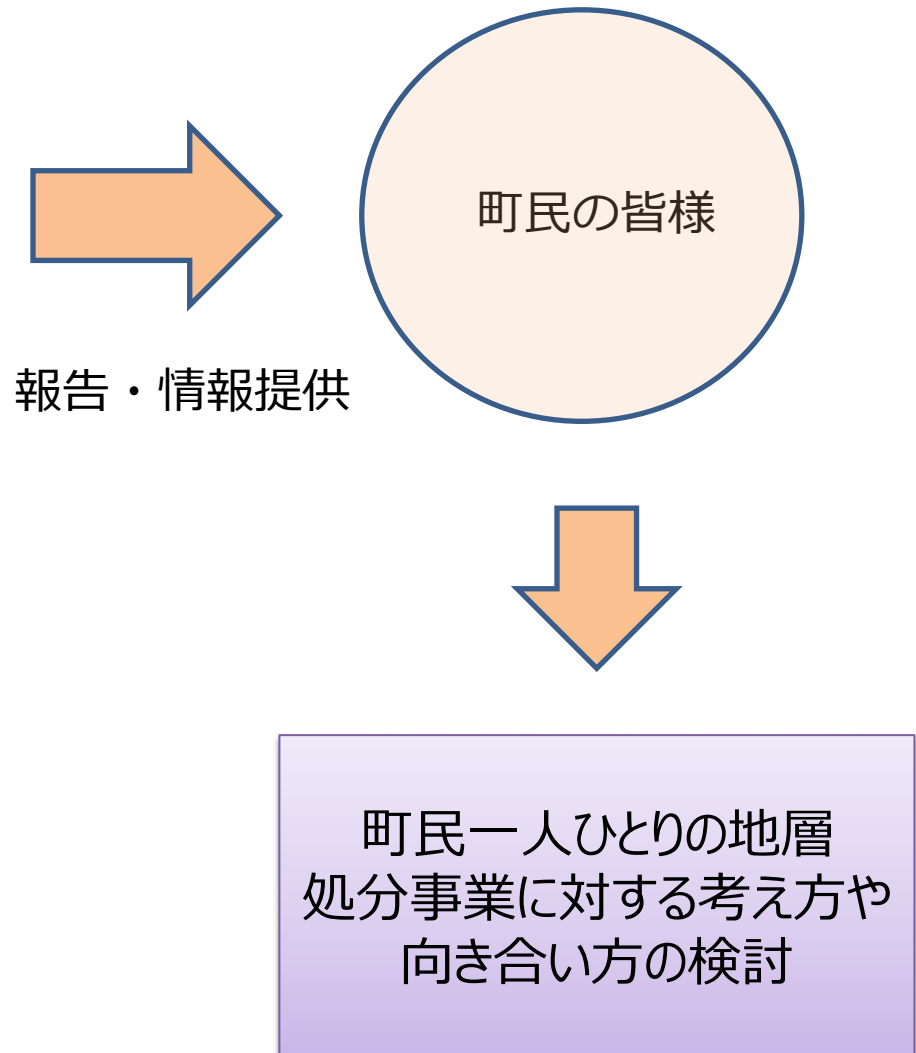 町民の皆様
報告・情報提供
町民一人ひとりの地層
処分事業に対する考え方や
向き合い方の検討